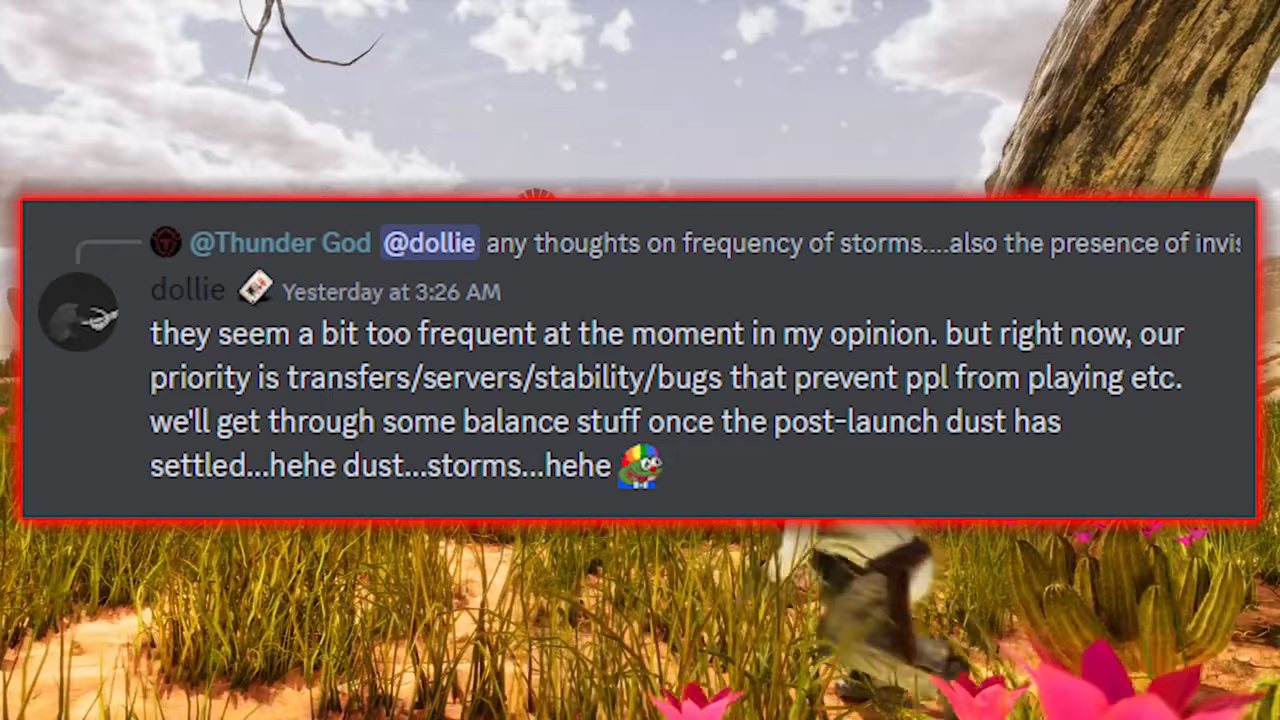 @Thunder God @dollie any thoughts on frequency of storms....also the presence of
dollie Yesterday at 3:26 AM
they seem a bit too frequent at the moment in my opinion. but right now, our
priority is transfers/servers/stability/bugs that prevent ppl from playing etc.
we'll get through some balance stuff once the post-launch dust has
settled...hehe dust...storms...hehe